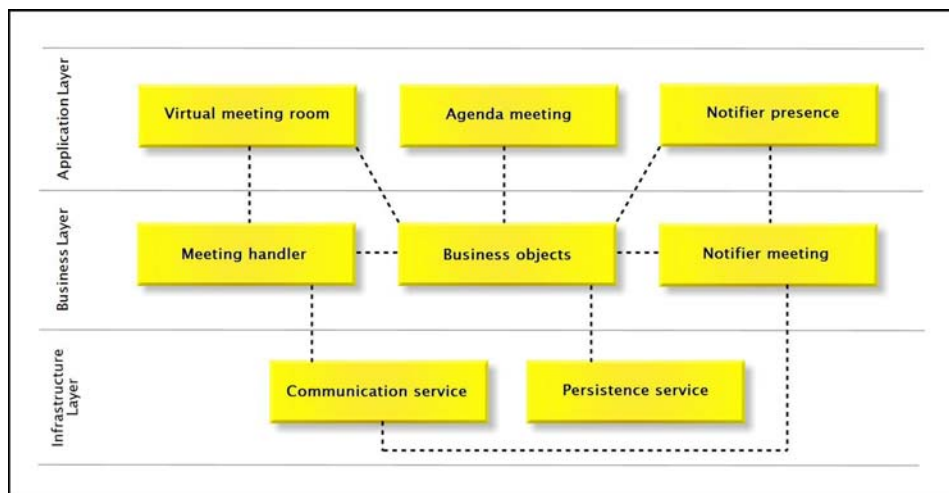 Application Layer
Virtual meeting room
Agenda meeting
Notifier presence
Business Layer
Meeting handler
Business objects
Notifier meeting
Infrastructure
Layer
Communication service
Persistence service